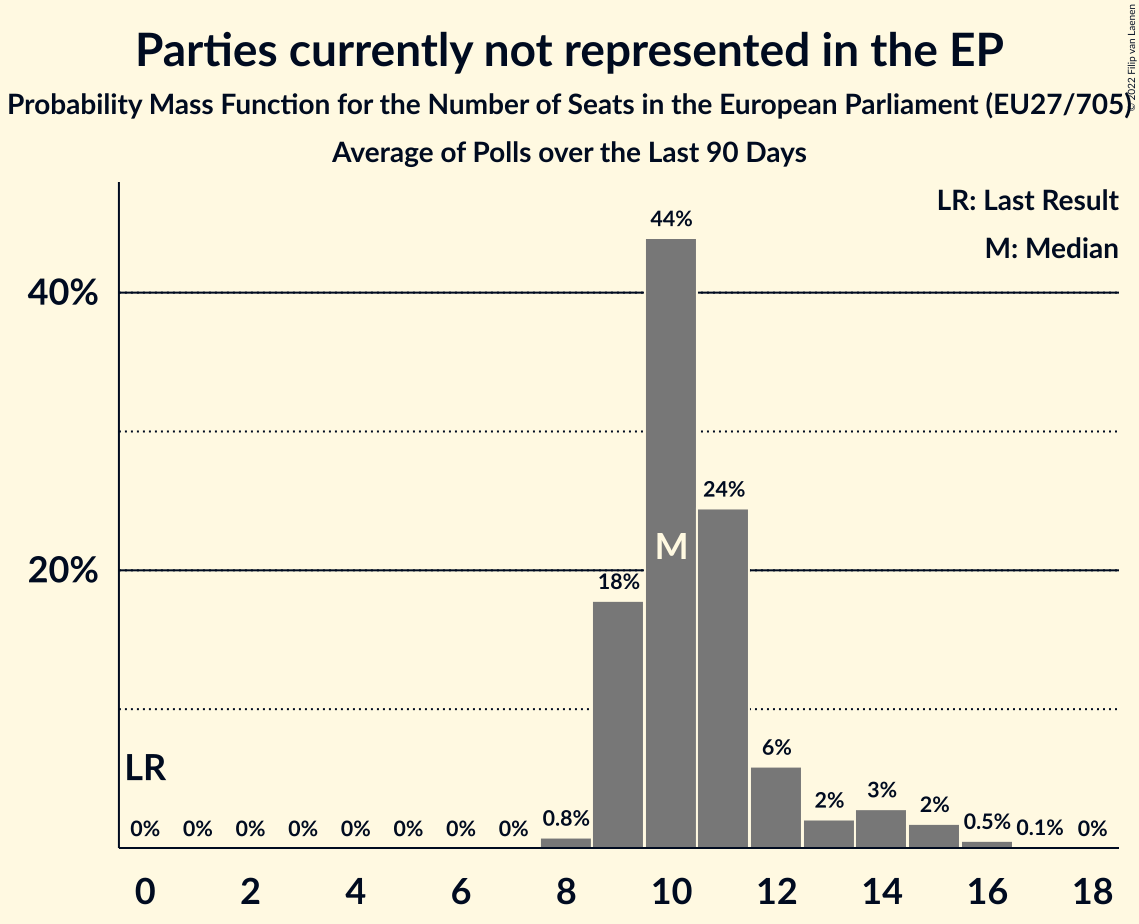 Parties currently not represented in the EP
Probability Mass Function for the Number of Seats in the European Parliament (EU27/705)
Average of Polls over the Last 90 Days
© 2022 Filip van Laenen
LR: Last Result
M: Median
44%
40%
24%
M
20%
18%
6%
LR
0% 0% 0% 0% 0% 0% 0% 0% 0.8% 2% 3% 2% 0.5% 0.1% 0%
0 2 4 6 8 10 12 14 16 18